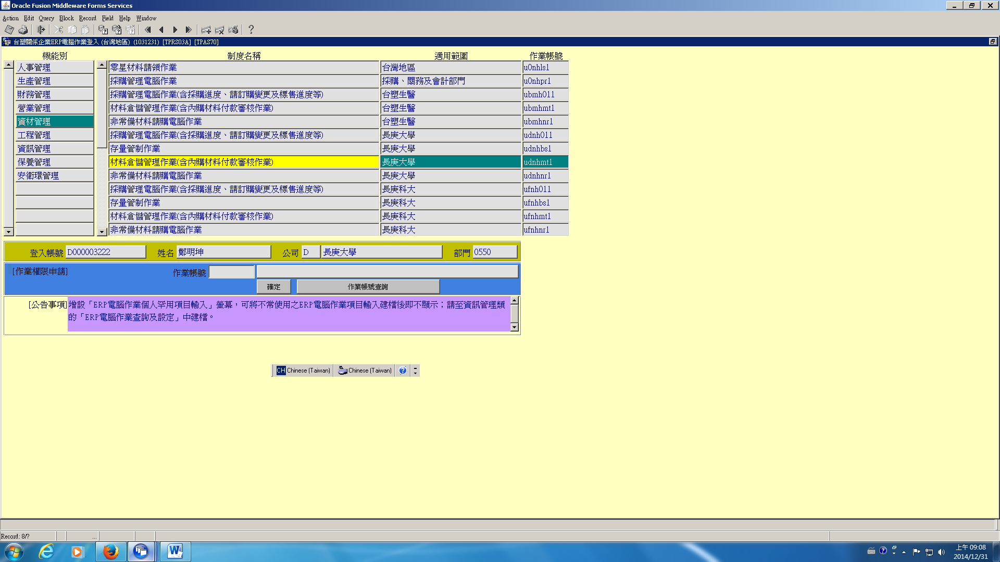 Oracle Fusion Middleware Forms Services
Action Edit Query Block Record Field Help Window
台塑關係企業ERP電腦作業登入 (台灣地區) (1031231) [TPRS03A] [TPAS70]
機能別 制度名稱 適用範圍 作業帳號
人事管理 零星材料請領作業 台灣地區 u0nhls1
生產管理 採購管理電腦作業 採購、關務及會計部門 u0nhpr1
財務管理 採購管理電腦作業(含採購進度、請訂購變更及標售進度等) 台塑生醫 ubmh011
營業管理 材料倉儲管理作業(含內購材料付款審核作業) 台塑生醫 ubmhmt1
資材管理 非常備材料請購電腦作業 台塑生醫 ubmhnr1
工程管理 採購管理電腦作業(含採購進度、請訂購變更及標售進度等) 長庚大學 udnh011
資訊管理 存量管制作業 長庚大學 udnhbs1
保養管理 材料倉儲管理作業(含內購材料付款審核作業) 長庚大學 udnhmt1
安衛環管理 非常備材料請購電腦作業 長庚大學 udnhnr1
採購管理電腦作業(含採購進度、請訂購變更及標售進度等) 長庚科大 ufnh011
存量管制作業 長庚科大 ufnhbs1
材料倉儲管理作業(含內購材料付款審核作業) 長庚科大 ufnhmt1
非常備材料請購電腦作業 長庚科大 ufnhnr1
登入帳號 D000003222 姓名 鄭明坤 公司 D 長庚大學 部門 0550
[作業權限申請] 作業帳號
確定 作業帳號查詢
[公告事項] 增設「ERP電腦作業個人罕用項目輸入」螢幕，可將不常使用之ERP電腦作業項目輸入建檔後即不顯示；請至資訊管理類
的「ERP電腦作業查詢及設定」中建檔。
CH Chinese (Taiwan) Chinese (Taiwan)
Record: 8/? ...
上午 09:08
2014/12/31